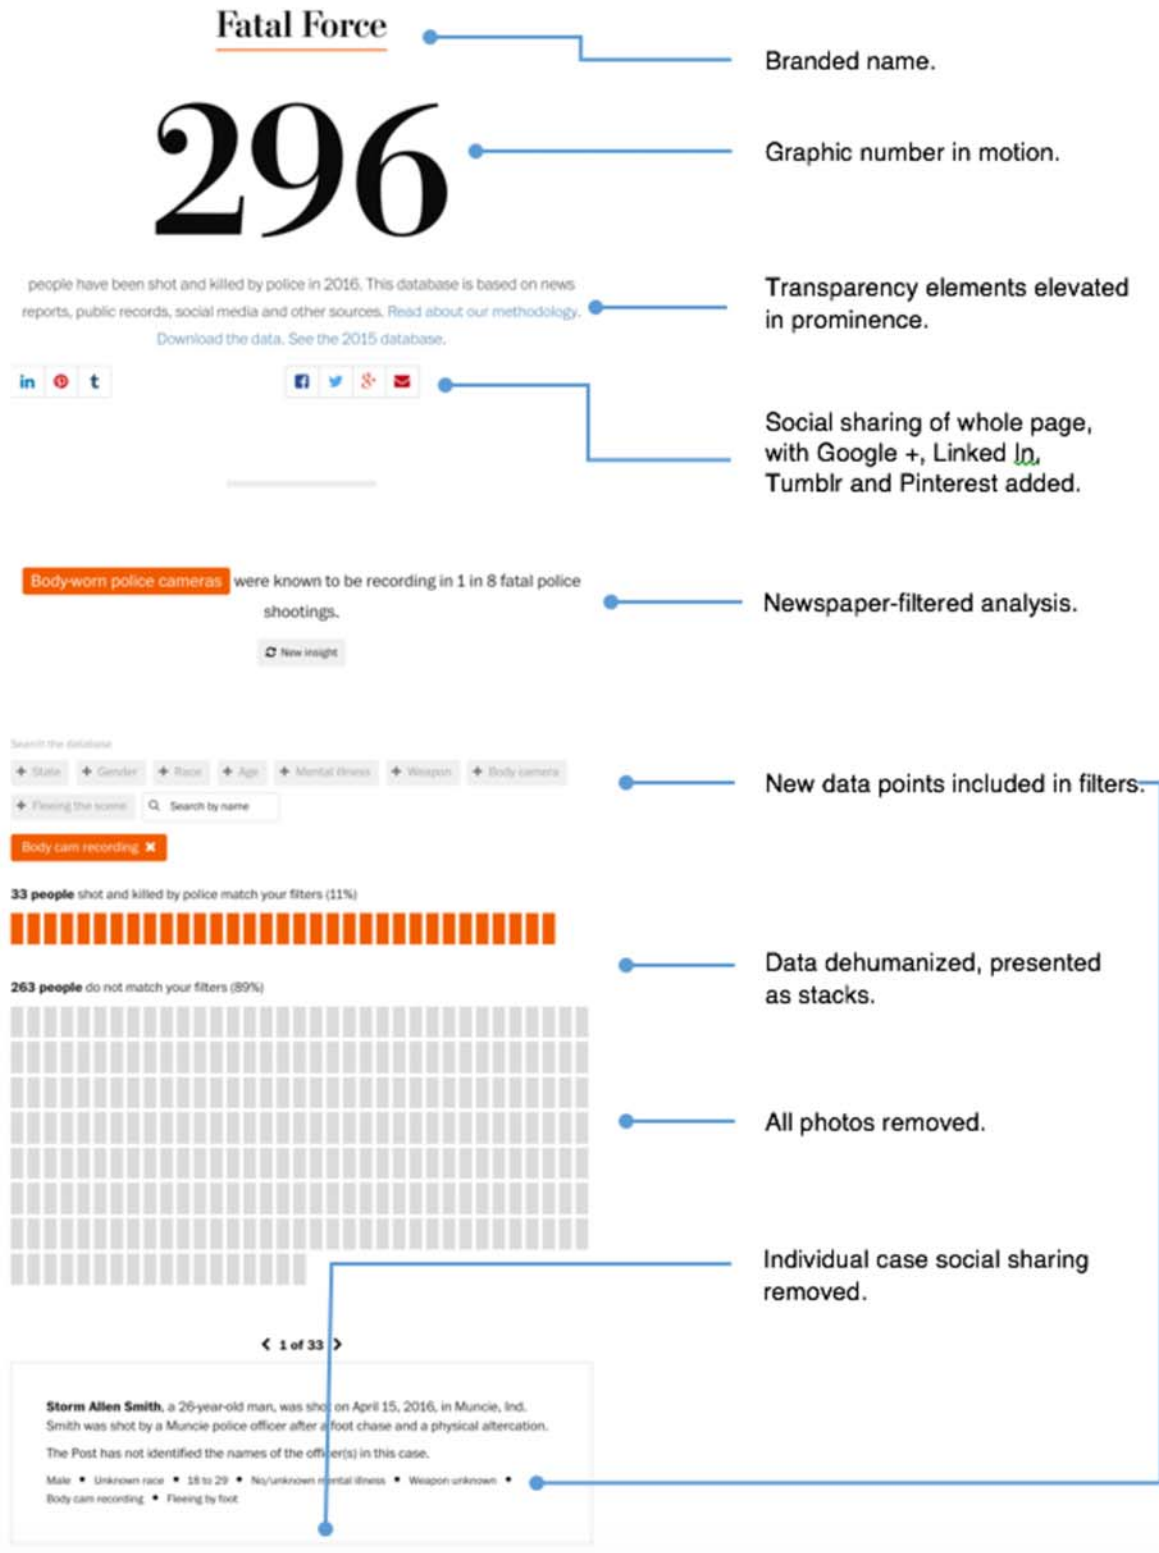 Fatal Force
Branded name.
296
Graphic number in motion.
people have been shot and killed by police in 2016. This database is based on news
reports, public records, social media and other sources. Read about our methodology.
Download the data. See the 2015 database.
Transparency elements elevated
in prominence.
in t
Social sharing of whole page,
with Google +, Linked In,
Tumblr and Pinterest added.
Body-worn police cameras were known to be recording in 1 in 8 fatal police
shootings.
New insight
Newspaper-filtered analysis.
Search the database
+ State + Gender + Race + Age + Mental illness + Weapon + Body camera
+ Fleeing the scene Search by name
New data points included in filters.
Body cam recording ✖
33 people shot and killed by police match your filters (11%)
263 people do not match your filters (89%)
Data dehumanized, presented
as stacks.
All photos removed.
Individual case social sharing
removed.
< 1 of 33 >
Storm Allen Smith, a 26-year-old man, was shot on April 15, 2016, in Muncie, Ind.
Smith was shot by a Muncie police officer after a foot chase and a physical altercation.
The Post has not identified the names of the officer(s) in this case.
Male • Unknown race • 18 to 29 • No/unknown mental illness • Weapon unknown •
Body cam recording • Fleeing by foot